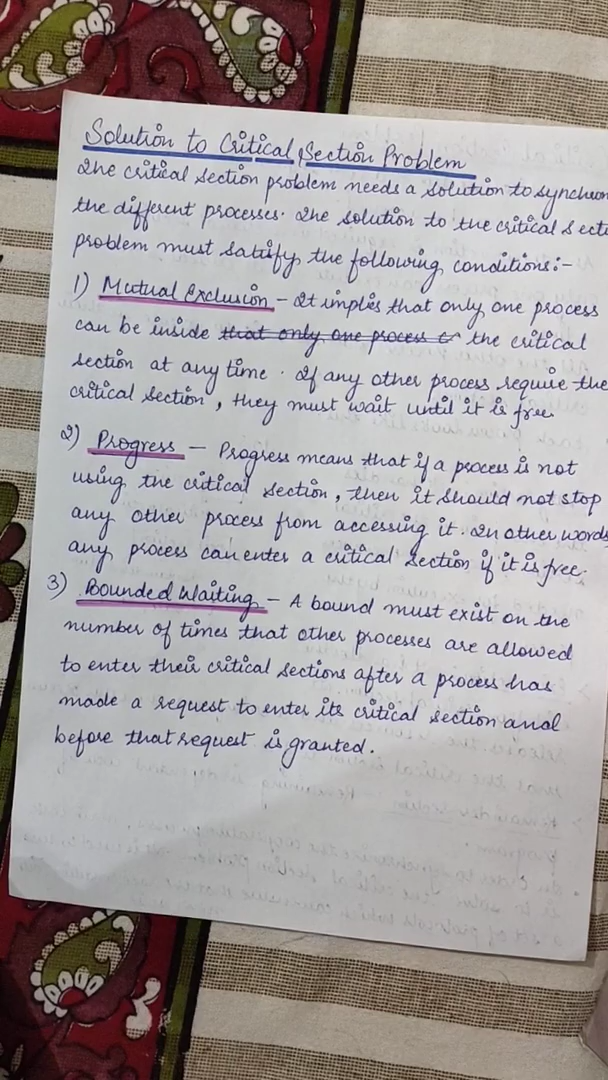 Solution to Critical Section Problem
The critical section problem needs a solution to synchron
the different processes. The solution to the critical secti
problem must satisfy the following conditions:-
1) Mutual Exclusion - It implies that only one process
can be inside that only one process c the critical
section at any time. If any other process require the
critical section, they must wait until it is free.
2) Progress - Progress means that if a process is not
using the critical section, then it should not stop
any other process from accessing it. In other words
any process can enter a critical section if it is free.
3) Bounded Waiting - A bound must exist on the
number of times that other processes are allowed
to enter their critical sections after a process has
made a request to enter its critical section and
before that request is granted.